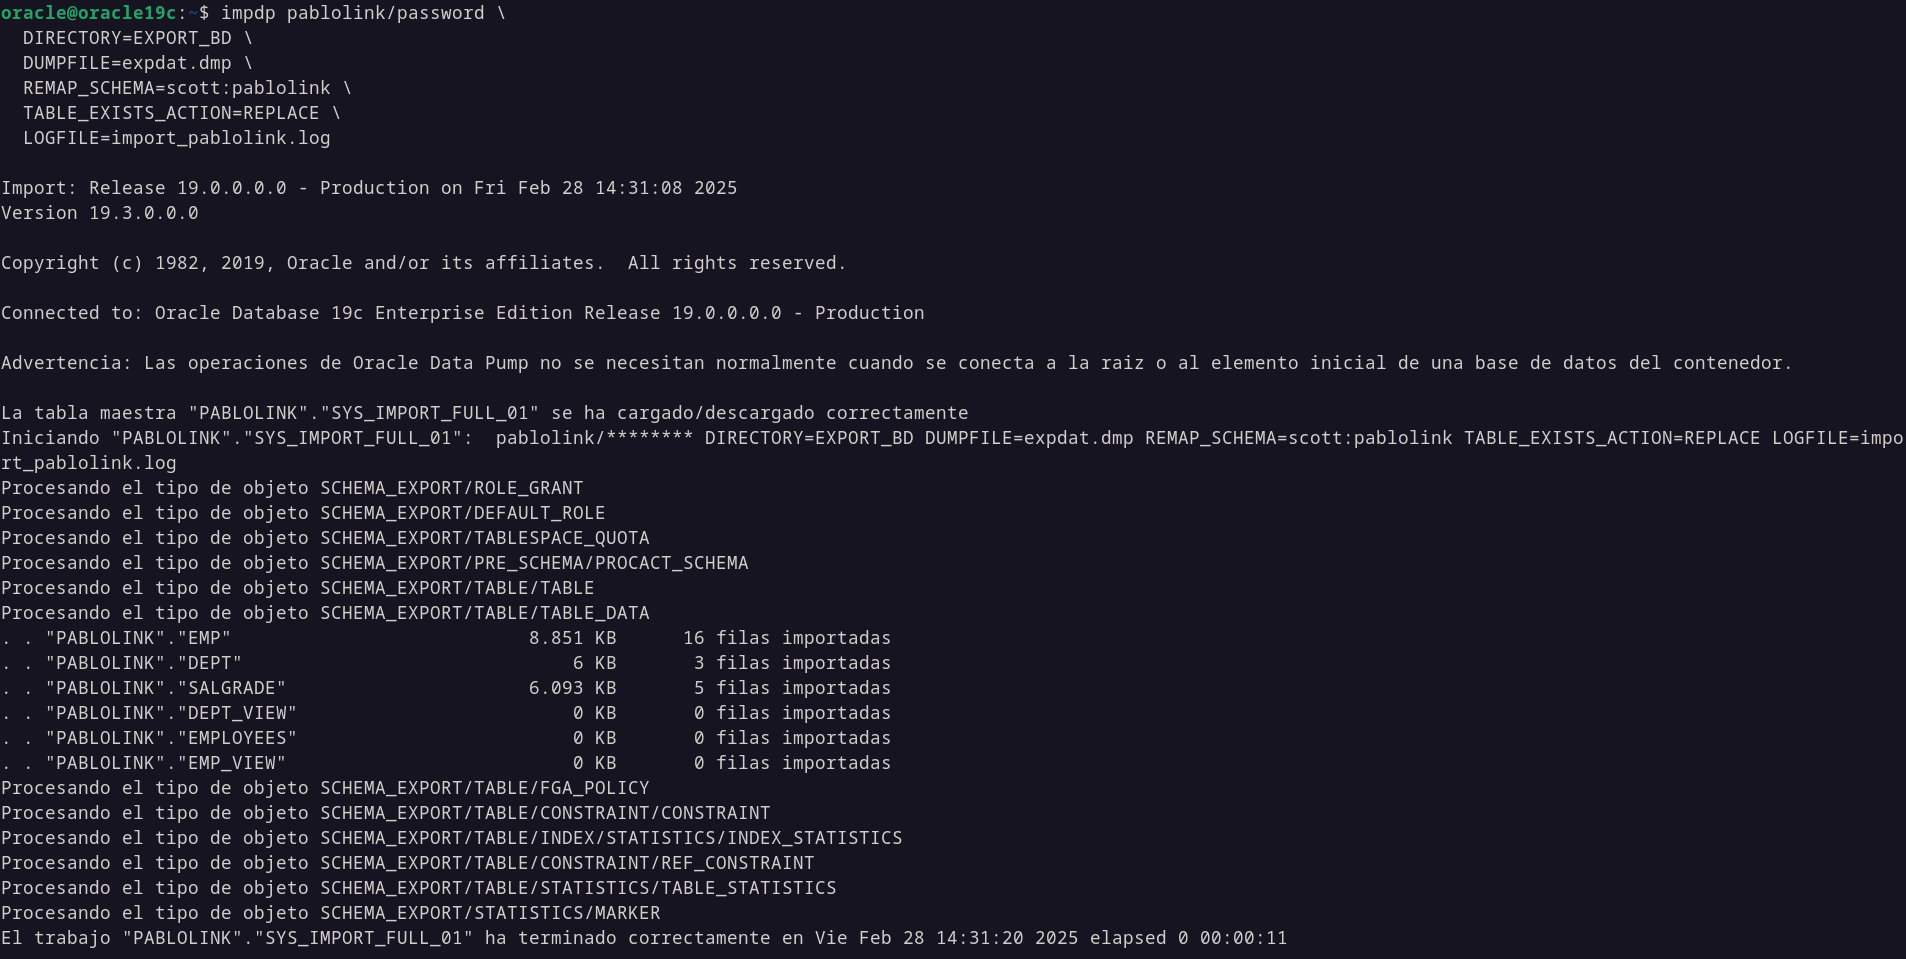 oracle@oracle19c:~$ impdp pablolink/password \
  DIRECTORY=EXPORT_BD \
  DUMPFILE=expdat.dmp \
  REMAP_SCHEMA=scott:pablolink \
  TABLE_EXISTS_ACTION=REPLACE \
  LOGFILE=import_pablolink.log

Import: Release 19.0.0.0.0 - Production on Fri Feb 28 14:31:08 2025
Version 19.3.0.0.0

Copyright (c) 1982, 2019, Oracle and/or its affiliates.  All rights reserved.

Connected to: Oracle Database 19c Enterprise Edition Release 19.0.0.0.0 - Production

Advertencia: Las operaciones de Oracle Data Pump no se necesitan normalmente cuando se conecta a la raiz o al elemento inicial de una base de datos del contenedor.

La tabla maestra "PABLOLINK"."SYS_IMPORT_FULL_01" se ha cargado/descargado correctamente
Iniciando "PABLOLINK"."SYS_IMPORT_FULL_01":  pablolink/******** DIRECTORY=EXPORT_BD DUMPFILE=expdat.dmp REMAP_SCHEMA=scott:pablolink TABLE_EXISTS_ACTION=REPLACE LOGFILE=impo
rt_pablolink.log
Procesando el tipo de objeto SCHEMA_EXPORT/ROLE_GRANT
Procesando el tipo de objeto SCHEMA_EXPORT/DEFAULT_ROLE
Procesando el tipo de objeto SCHEMA_EXPORT/TABLESPACE_QUOTA
Procesando el tipo de objeto SCHEMA_EXPORT/PRE_SCHEMA/PROCACT_SCHEMA
Procesando el tipo de objeto SCHEMA_EXPORT/TABLE/TABLE
Procesando el tipo de objeto SCHEMA_EXPORT/TABLE/TABLE_DATA
. . "PABLOLINK"."EMP"                           8.851 KB      16 filas importadas
. . "PABLOLINK"."DEPT"                              6 KB       3 filas importadas
. . "PABLOLINK"."SALGRADE"                      6.093 KB       5 filas importadas
. . "PABLOLINK"."DEPT_VIEW"                         0 KB       0 filas importadas
. . "PABLOLINK"."EMPLOYEES"                         0 KB       0 filas importadas
. . "PABLOLINK"."EMP_VIEW"                          0 KB       0 filas importadas
Procesando el tipo de objeto SCHEMA_EXPORT/TABLE/FGA_POLICY
Procesando el tipo de objeto SCHEMA_EXPORT/TABLE/CONSTRAINT/CONSTRAINT
Procesando el tipo de objeto SCHEMA_EXPORT/TABLE/INDEX/STATISTICS/INDEX_STATISTICS
Procesando el tipo de objeto SCHEMA_EXPORT/TABLE/CONSTRAINT/REF_CONSTRAINT
Procesando el tipo de objeto SCHEMA_EXPORT/TABLE/STATISTICS/TABLE_STATISTICS
Procesando el tipo de objeto SCHEMA_EXPORT/STATISTICS/MARKER
El trabajo "PABLOLINK"."SYS_IMPORT_FULL_01" ha terminado correctamente en Vie Feb 28 14:31:20 2025 elapsed 0 00:00:11